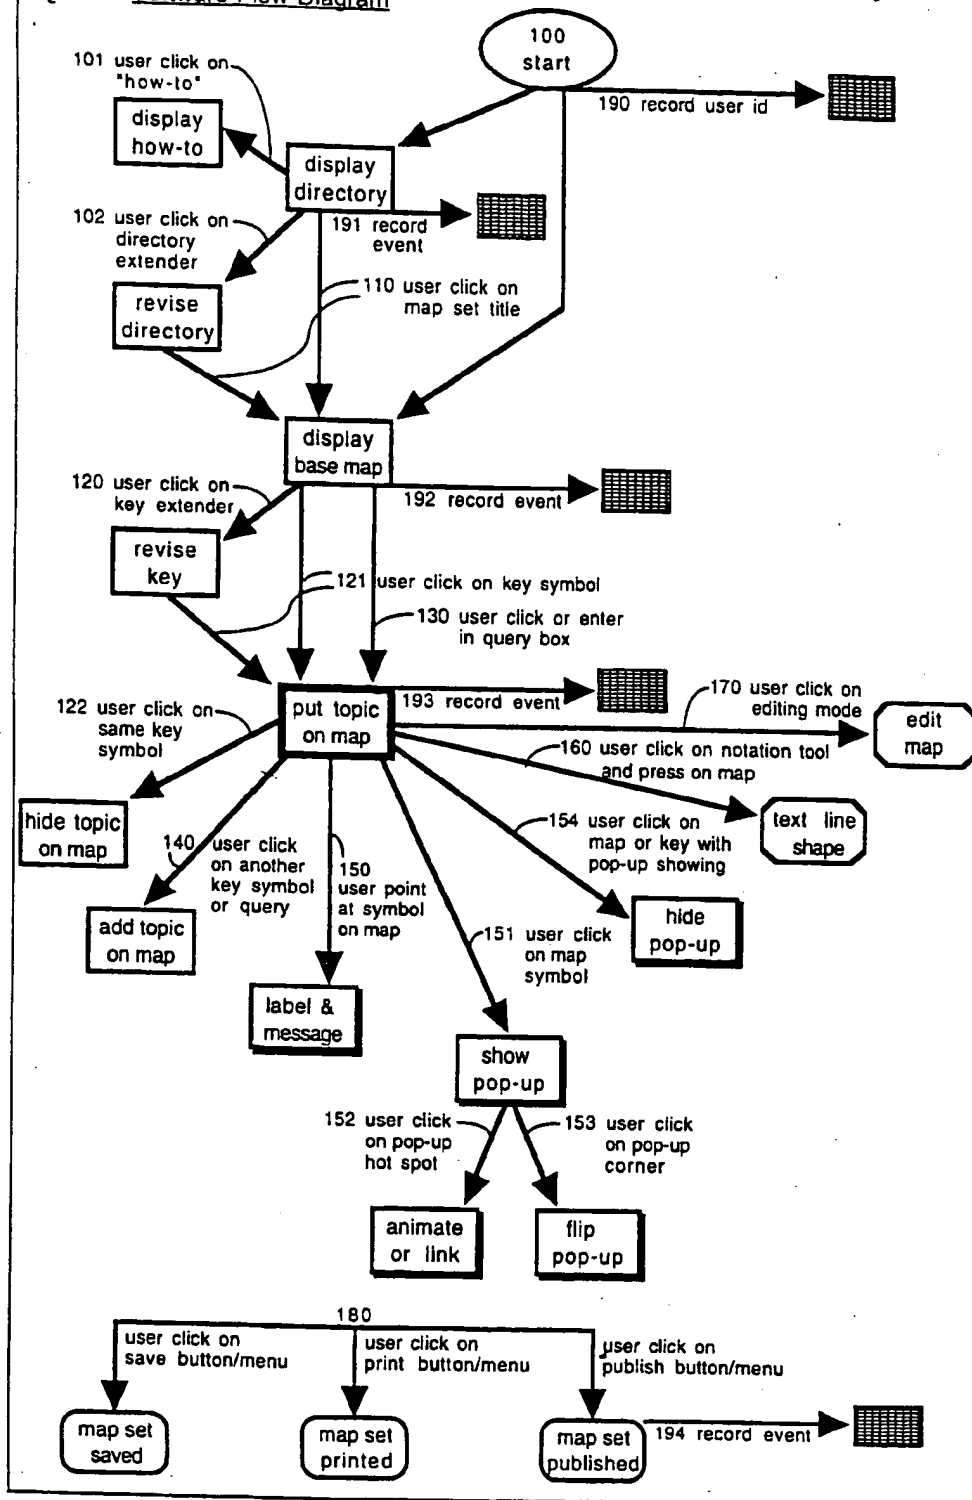 Flow Diagram
100
start
101 user click on
"how-to"
190 record user id
display
how-to
display
directory
102 user click on
directory
extender
191 record
event
110 user click on
map set title
revise
directory
display
base map
120 user click on
key extender
192 record event
revise
key
121 user click on key symbol
130 user click or enter
in query box
193 record event
170 user click on
editing mode
122 user click on
same key
symbol
put topic
on map
edit
map
160 user click on notation tool
and press on map
hide topic
on map
154 user click on
map or key with
pop-up showing
text line
shape
140 user click
on another
key symbol
or query
150
user point
at symbol
on map
add topic
on map
hide
pop-up
151 user click
on map
symbol
label &
message
show
pop-up
152 user click
on pop-up
hot spot
153 user click
on pop-up
corner
animate
or link
flip
pop-up
180
user click on
save button/menu
user click on
print button/menu
user click on
publish button/menu
map set
saved
map set
printed
map set
published
194 record event